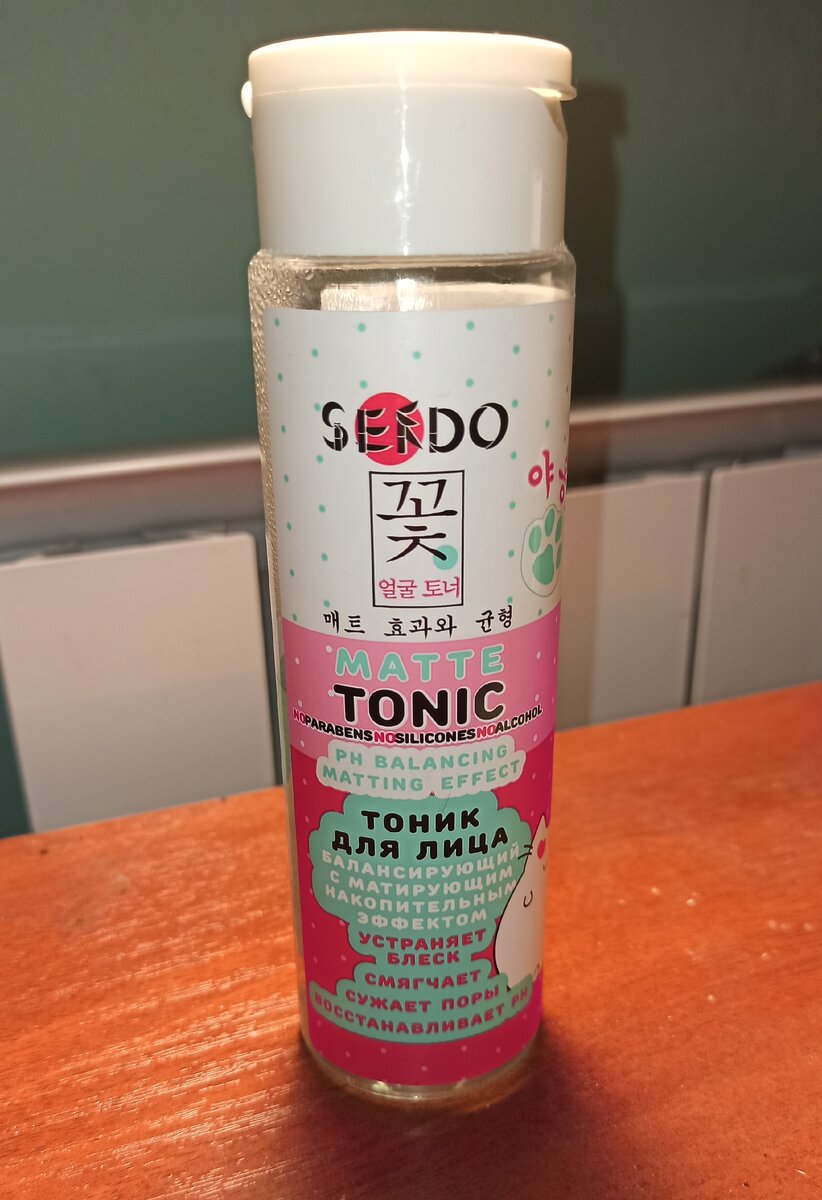 SENDO
꽃
얼굴 토너
매트 효과와 균형
MATTE
TONIC
NOPARABENSNOSILICONESNOALCOHOL
PH BALANCING
MATTING EFFECT
ТОНИК
ДЛЯ ЛИЦА
БАЛАНСИРУЮЩИЙ
С МАТИРУЮЩИМ
НАКОПИТЕЛЬНЫМ
ЭФФЕКТОМ
УСТРАНЯЕТ
БЛЕСК
СМЯГЧАЕТ
СУЖАЕТ ПОРЫ
ВОССТАНАВЛИВАЕТ PH